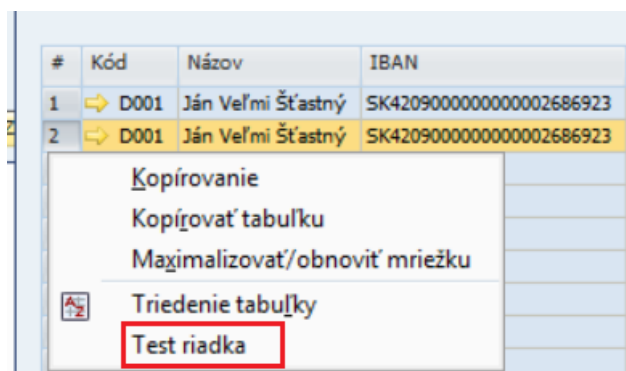 # Kód Názov IBAN
1 D001 Ján Veľmi Šťastný SK4209000000000002686923
2 D001 Ján Veľmi Šťastný SK4209000000000002686923
Kopírovanie
Kopírovať tabuľku
Maximalizovať/obnoviť mriežku
Triedenie tabuľky
Test riadka